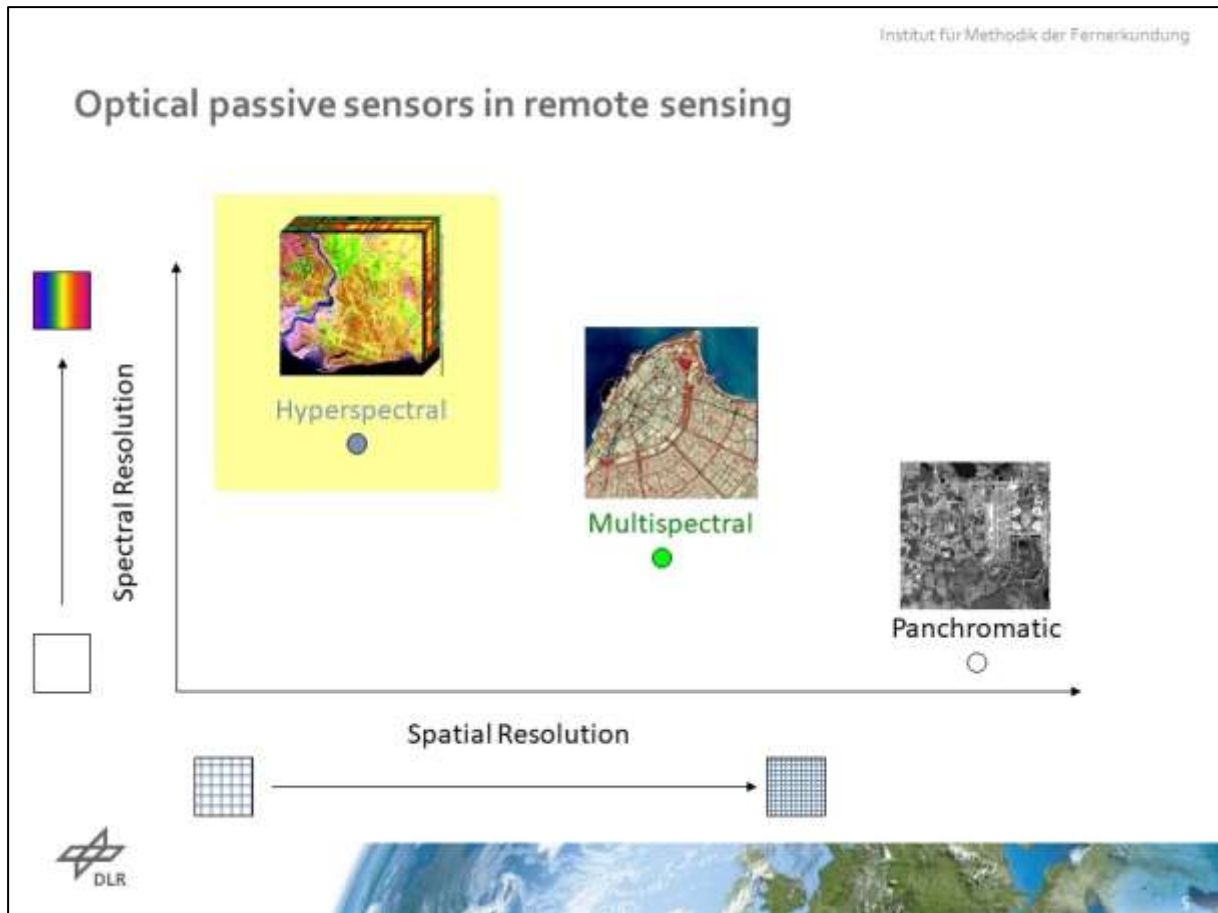 Institut für Methodik der Fernerkundung
Optical passive sensors in remote sensing
Hyperspectral
Multispectral
Panchromatic
Spectral Resolution
Spatial Resolution
DLR